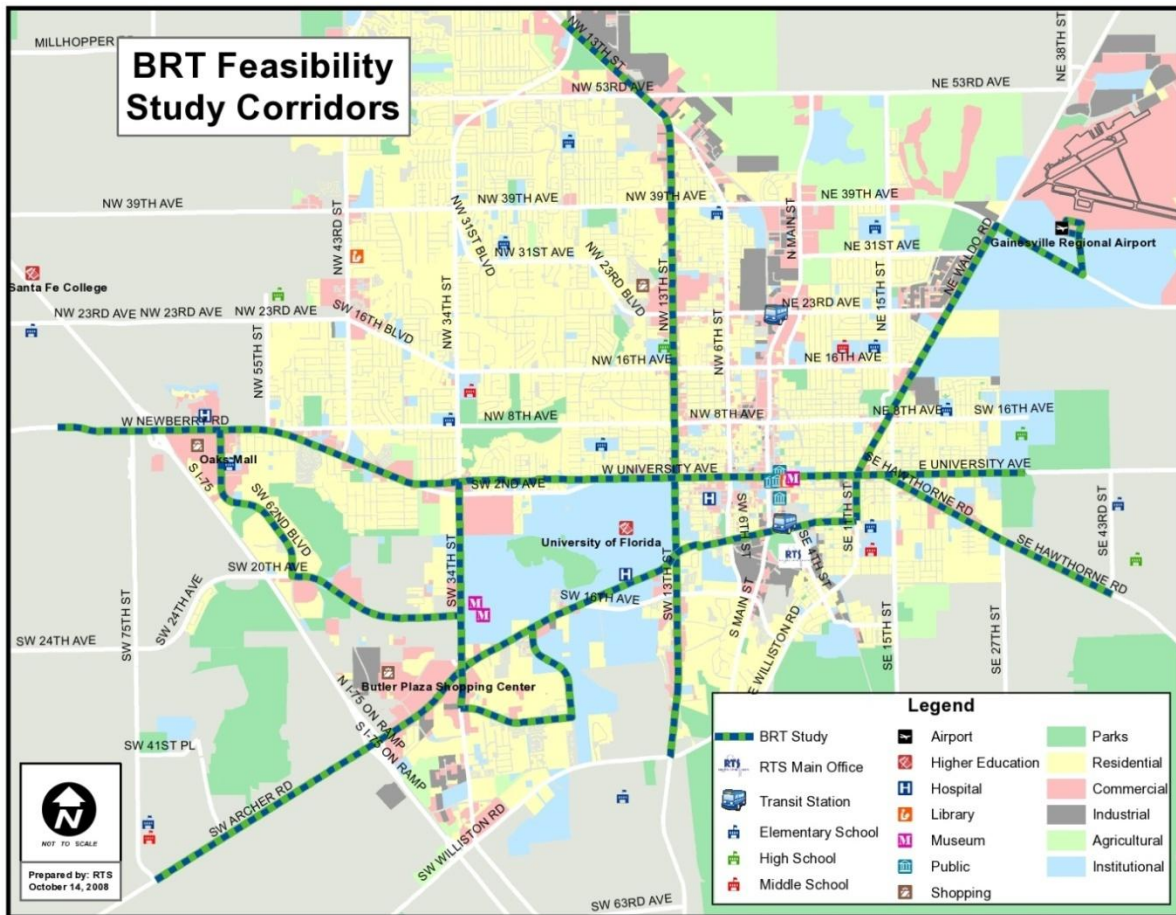 BRT Feasibility
Study Corridors
MILLHOPPER
NW 13TH ST
NE 38TH AVE
NW 53RD AVE
NE 53RD AVE
NW 39TH AVE
NW 39TH AVE
NW 39TH AVE
NE 39TH AVE
NW 43RD ST
NW 31ST BLVD
NW 31ST AVE
NW 23RD BLVD
N MAIN ST
NE 31ST AVE
NE WALDO RD
Gainesville Regional Airport
Santa Fe College
NW 34TH ST
NW 13TH ST
NE 15TH ST
NE 23RD AVE
NW 23RD AVE
NW 23RD AVE
NW 23RD AVE
SW 16TH BLVD
NW 6TH ST
NW 55TH ST
NW 16TH AVE
NE 16TH AVE
W NEWBERRY RD
NW 8TH AVE
NW 8TH AVE
NE 8TH AVE
SW 16TH AVE
Oaks Mall
S I-75
W UNIVERSITY AVE
E UNIVERSITY AVE
SW 2ND AVE
SE HAWTHORNE RD
SW 62ND BLVD
SW 6TH ST
SE 11TH ST
SE 43RD ST
University of Florida
RTS
SE 4TH ST
SE HAWTHORNE RD
SW 20TH AVE
SW 34TH ST
SW 16TH AVE
SW 13TH ST
S MAIN ST
SW 24TH AVE
SW 24TH AVE
SW 75TH ST
E WILLISTON RD
SE 15TH ST
SE 27TH ST
Butler Plaza Shopping Center
N I-75 ON RAMP
S I-75 ON RAMP
SW 41ST PL
SW ARCHER RD
SW WILLISTON RD
SW 63RD AVE
N
NOT TO SCALE
Prepared by: RTS
October 14, 2008
Legend
BRT Study
RTS Main Office
Transit Station
Elementary School
High School
Middle School
Airport
Higher Education
Hospital
Library
Museum
Public
Shopping
Parks
Residential
Commercial
Industrial
Agricultural
Institutional